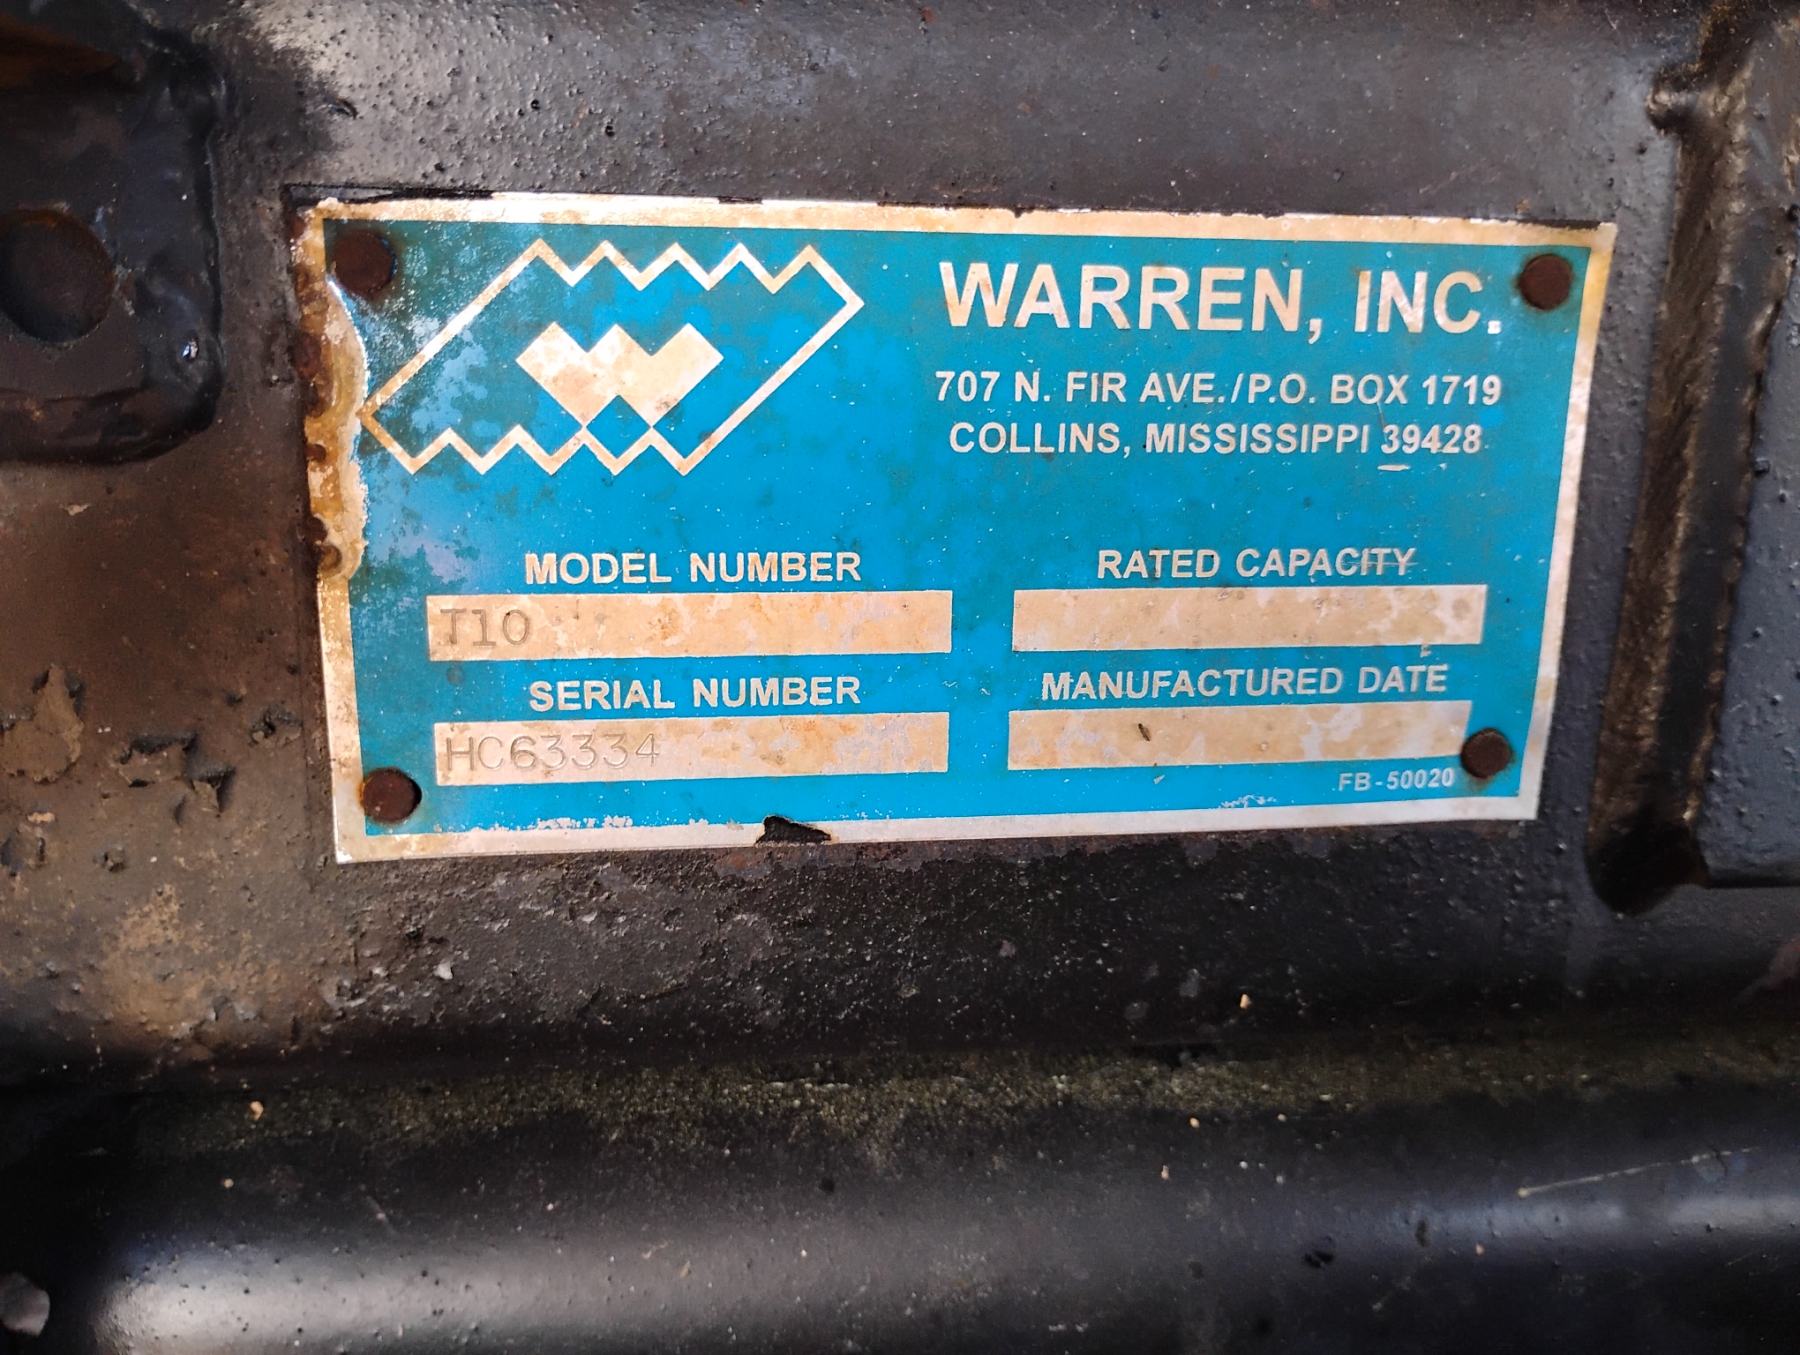 WARREN, INC.
707 N. FIR AVE./P.O. BOX 1719
COLLINS, MISSISSIPPI 39428
MODEL NUMBER
T10
RATED CAPACITY
SERIAL NUMBER
HC63334
MANUFACTURED DATE
FB-50020